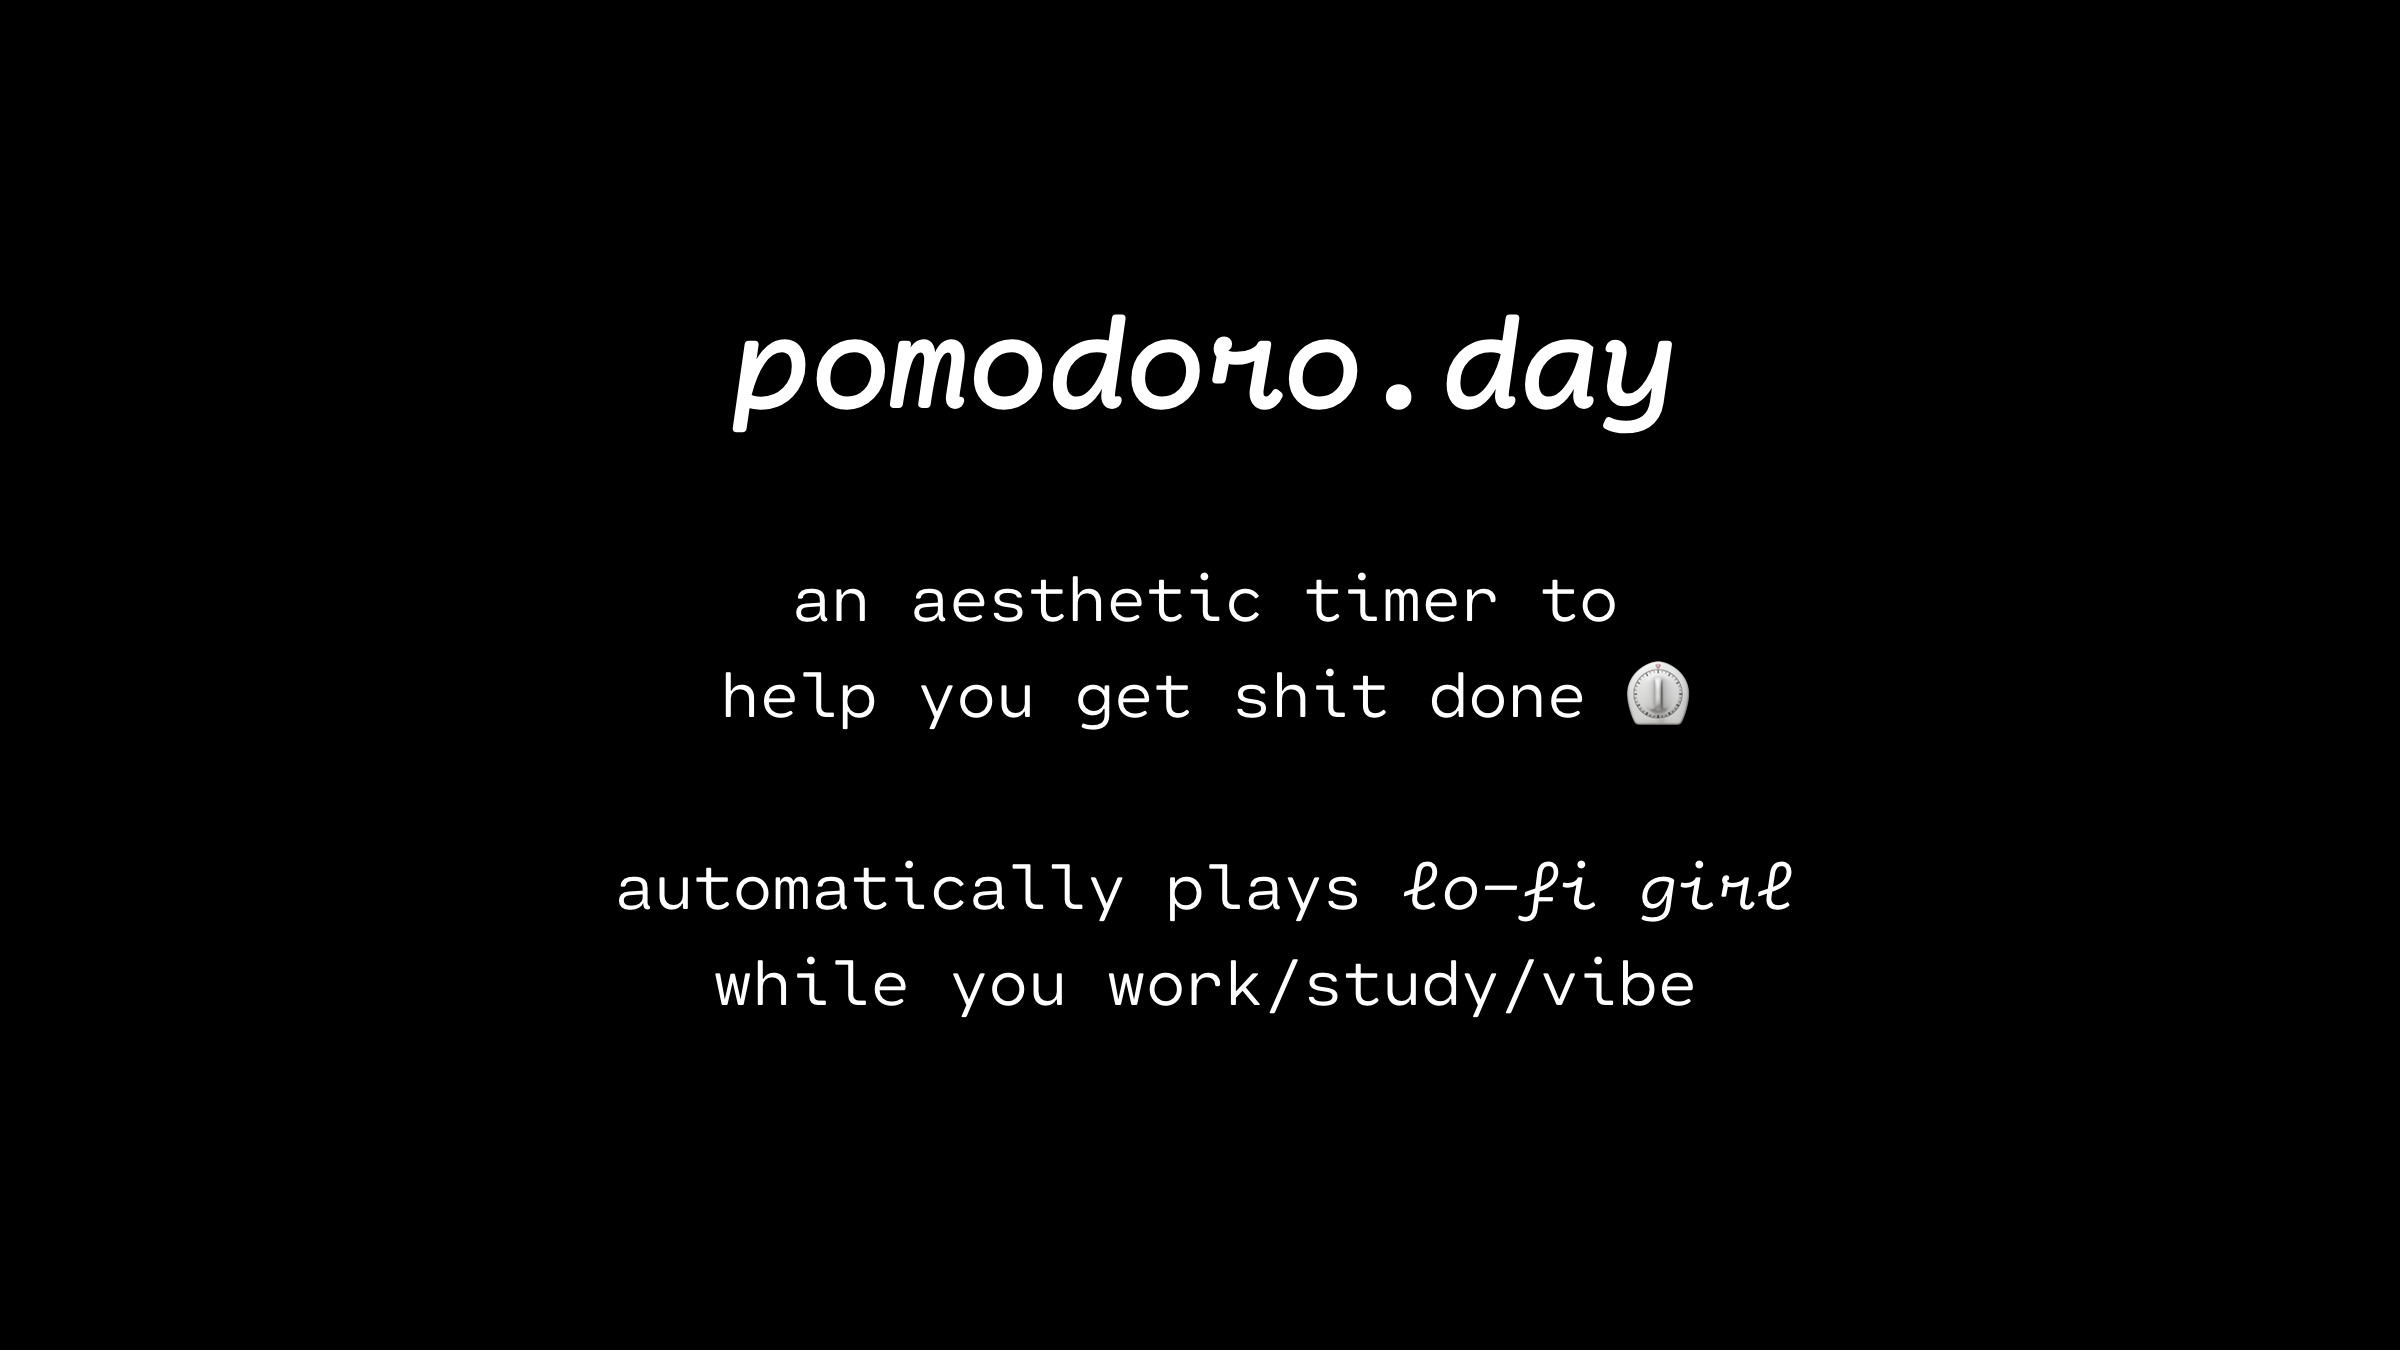 pomodoro.day
an aesthetic timer to
help you get shit done ⏲️
automatically plays lo-fi girl
while you work/study/vibe